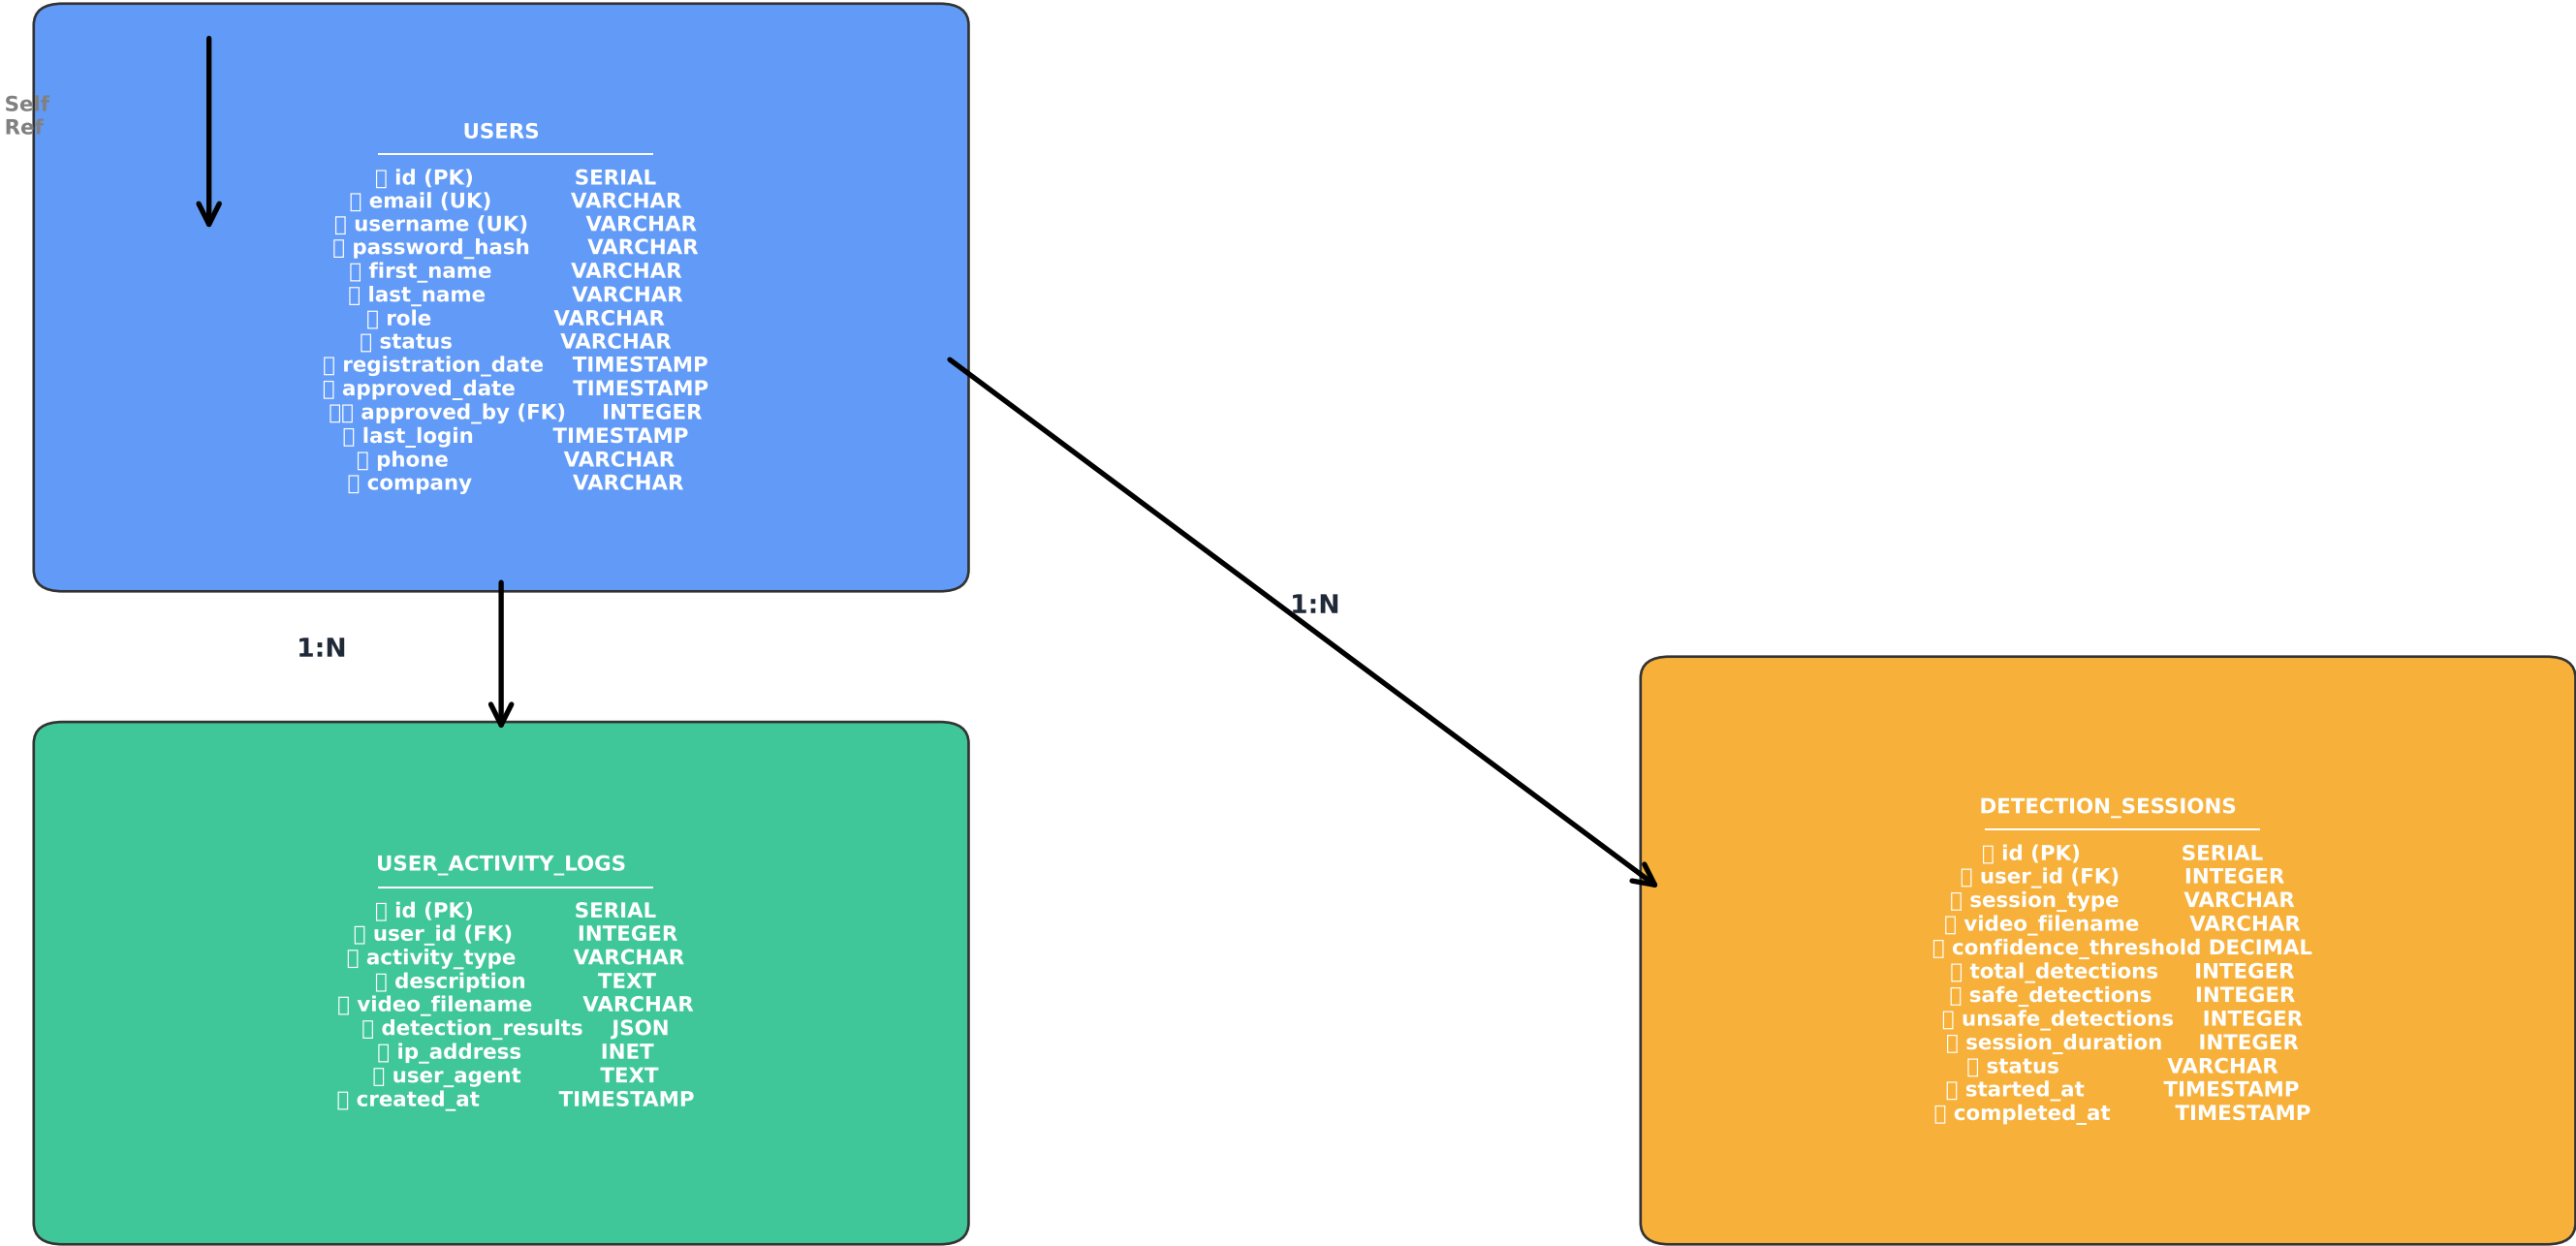 Self
Ref
USERS
id (PK) SERIAL
email (UK) VARCHAR
username (UK) VARCHAR
password_hash VARCHAR
first_name VARCHAR
last_name VARCHAR
role VARCHAR
status VARCHAR
registration_date TIMESTAMP
approved_date TIMESTAMP
approved_by (FK) INTEGER
last_login TIMESTAMP
phone VARCHAR
company VARCHAR
1:N
1:N
USER_ACTIVITY_LOGS
id (PK) SERIAL
user_id (FK) INTEGER
activity_type VARCHAR
description TEXT
video_filename VARCHAR
detection_results JSON
ip_address INET
user_agent TEXT
created_at TIMESTAMP
DETECTION_SESSIONS
id (PK) SERIAL
user_id (FK) INTEGER
session_type VARCHAR
video_filename VARCHAR
confidence_threshold DECIMAL
total_detections INTEGER
safe_detections INTEGER
unsafe_detections INTEGER
session_duration INTEGER
status VARCHAR
started_at TIMESTAMP
completed_at TIMESTAMP